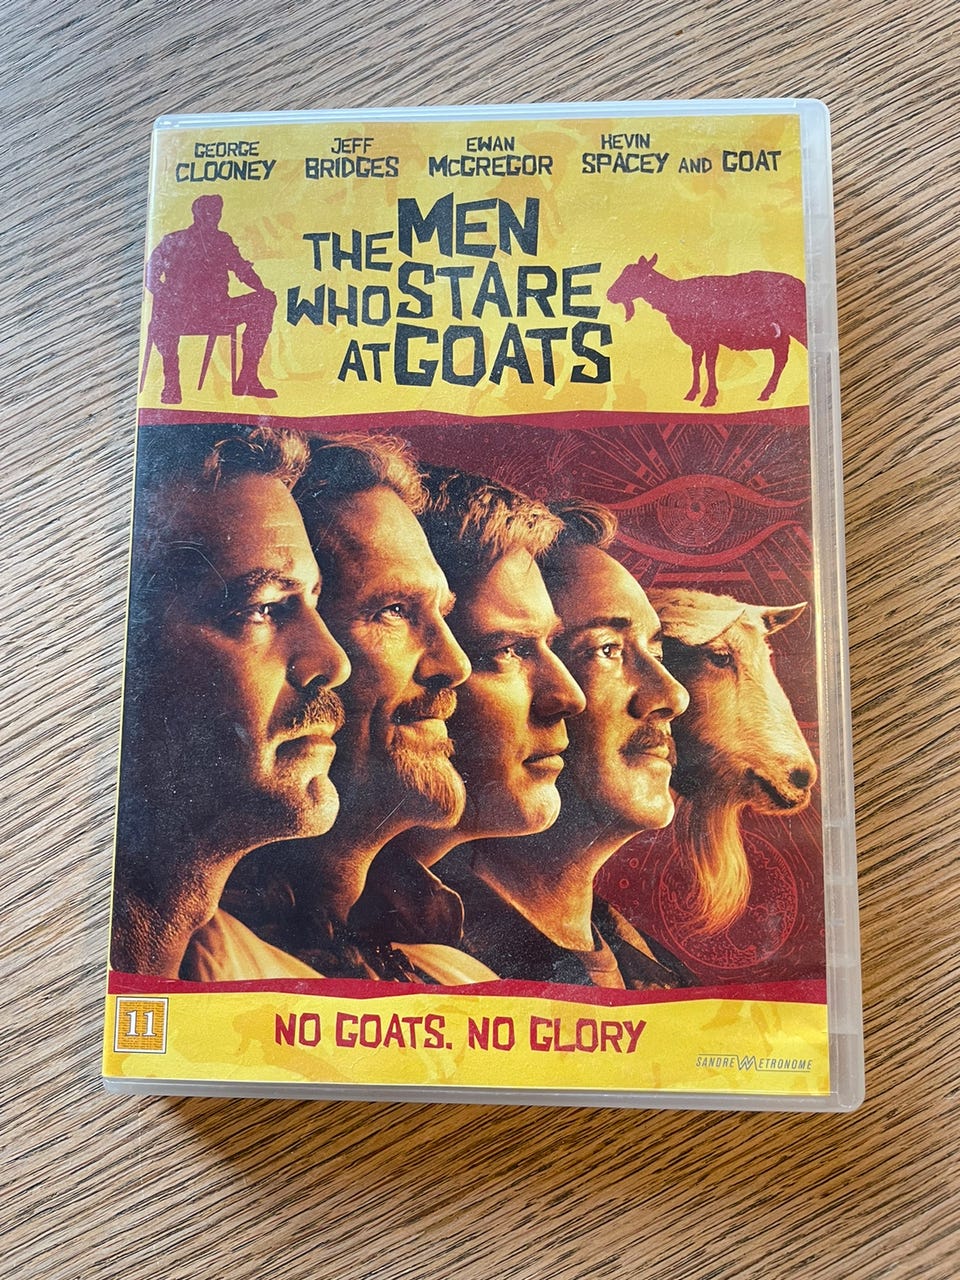 GEORGE CLOONEY
JEFF BRIDGES
EWAN McGREGOR
KEVIN SPACEY AND GOAT
THE MEN
WHO STARE
AT GOATS
11
NO GOATS. NO GLORY
SANDREW METRONOME